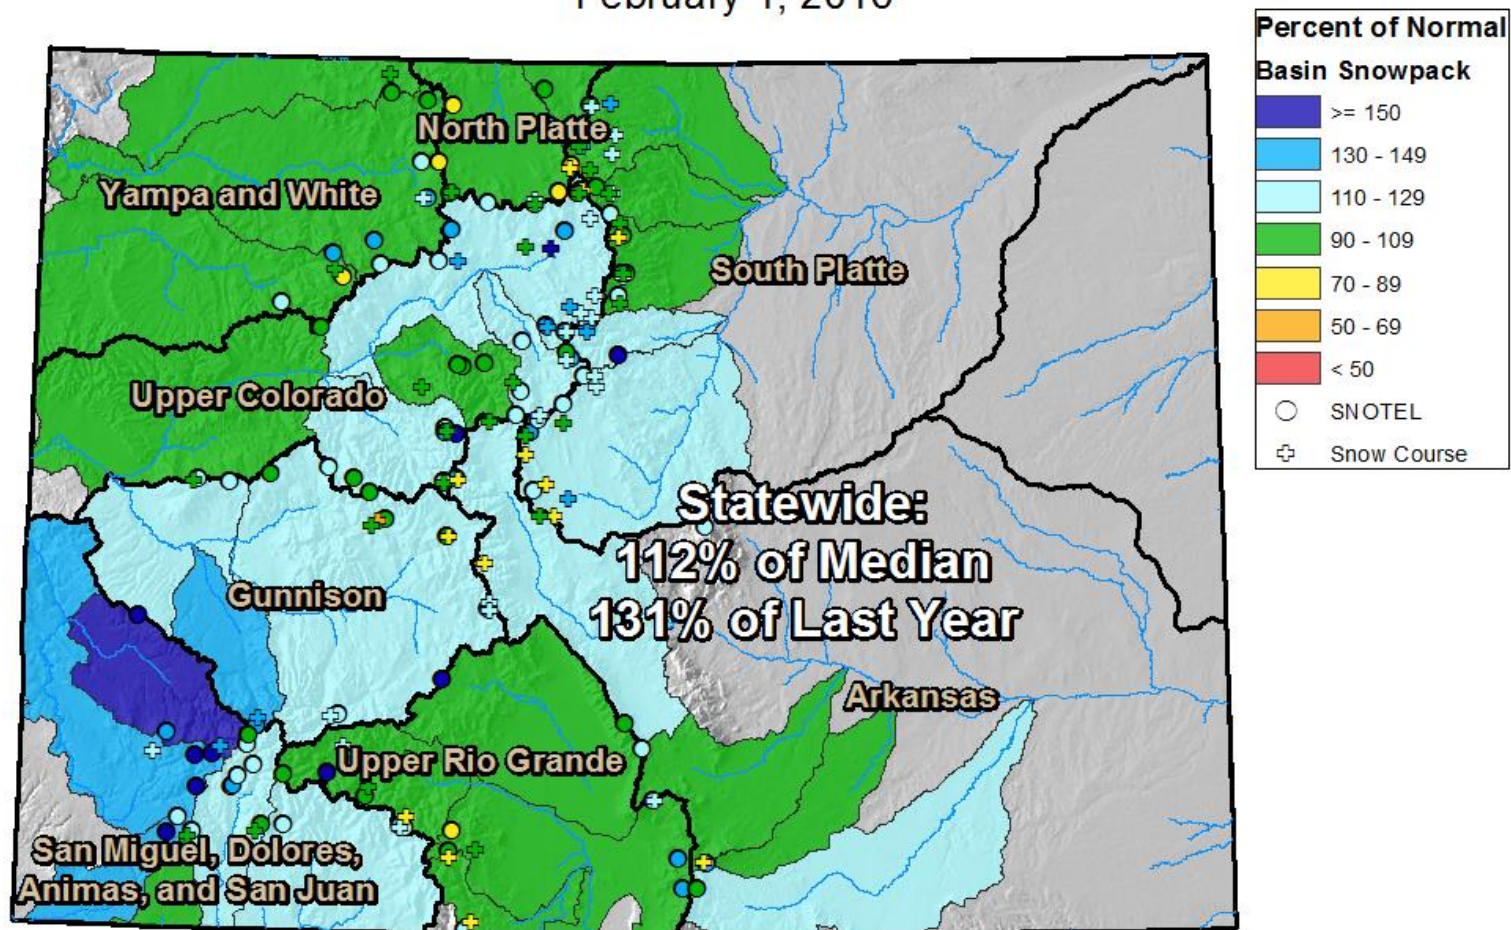 Percent of Normal
Basin Snowpack
>= 150
130 - 149
110 - 129
90 - 109
70 - 89
50 - 69
< 50
SNOTEL
Snow Course
North Platte
Yampa and White
South Platte
Upper Colorado
Statewide:
112% of Median
131% of Last Year
Gunnison
Arkansas
Upper Rio Grande
San Miguel, Dolores,
Animas, and San Juan